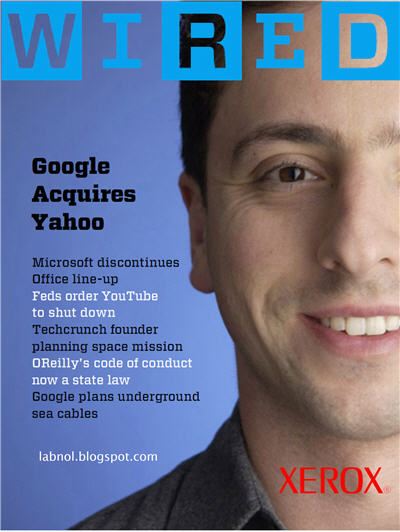 WIRED
Google
Acquires
Yahoo
Microsoft discontinues
Office line-up
Feds order YouTube
to shut down
Techcrunch founder
planning space mission
OReilly's code of conduct
now a state law
Google plans underground
sea cables
labnol.blogspot.com
XEROX®